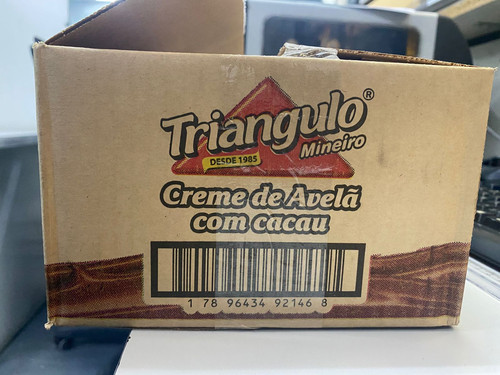 Triangulo®
Mineiro
DESDE 1985
Creme de Avelã
com cacau
1 78 96434 92146 8